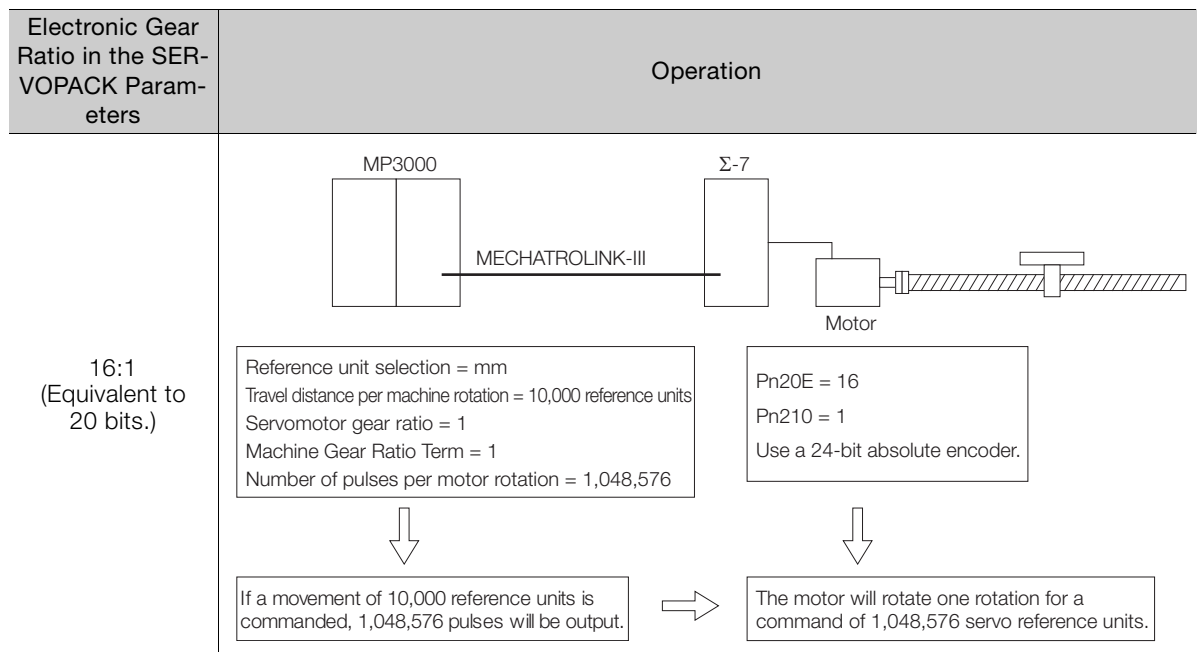 Electronic Gear
Ratio in the SER-
VOPACK Param-
eters
Operation
16:1
(Equivalent to
20 bits.)
MP3000
Σ-7
MECHATROLINK-III
Motor
Reference unit selection = mm
Travel distance per machine rotation = 10,000 reference units
Servomotor gear ratio = 1
Machine Gear Ratio Term = 1
Number of pulses per motor rotation = 1,048,576
Pn20E = 16
Pn210 = 1
Use a 24-bit absolute encoder.
If a movement of 10,000 reference units is
commanded, 1,048,576 pulses will be output.
The motor will rotate one rotation for a
command of 1,048,576 servo reference units.